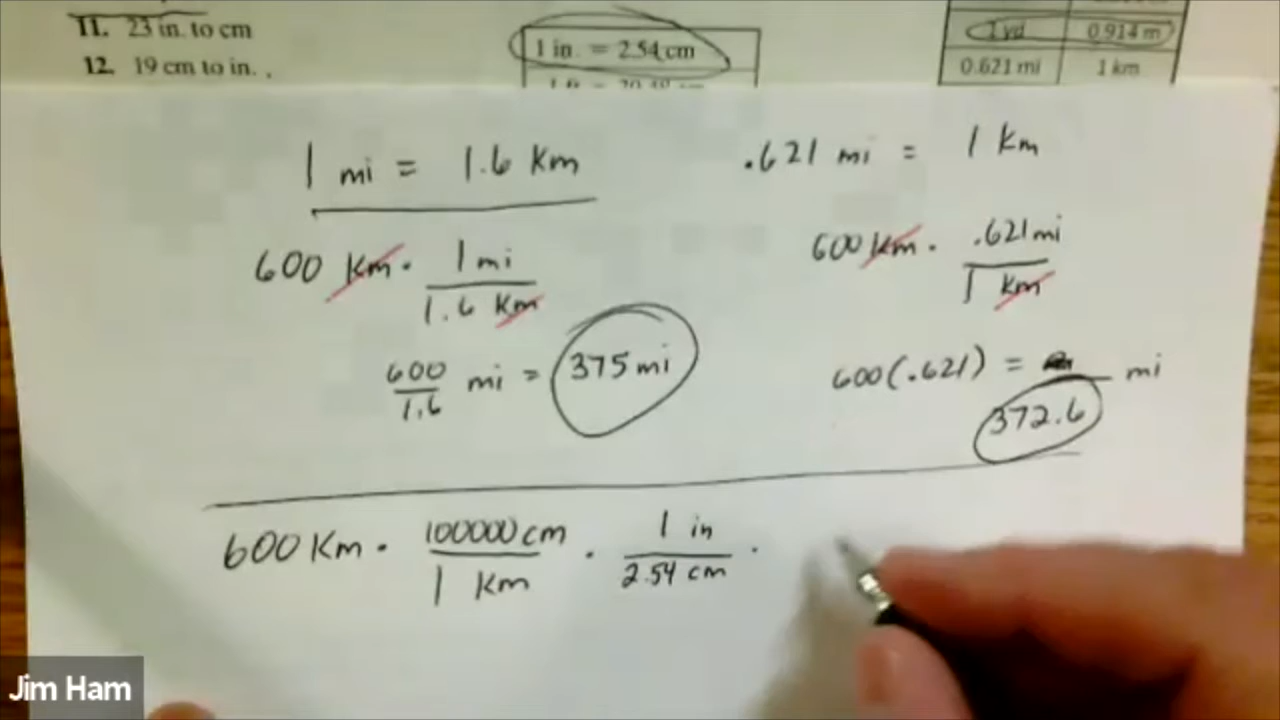 11. 23 in. to cm
12. 19 cm to in.
1 in. = 2.54 cm
1 yd 0.914 m
0.621 mi 1 km
1 mi = 1.6 Km
600 Km · 1 mi / 1.6 Km
600 / 1.6 mi = 375 mi
.621 mi = 1 Km
600 Km · .621 mi / 1 Km
600(.621) = ___ mi
372.6
600 Km · 100000 cm / 1 Km · 1 in / 2.54 cm ·
Jim Ham